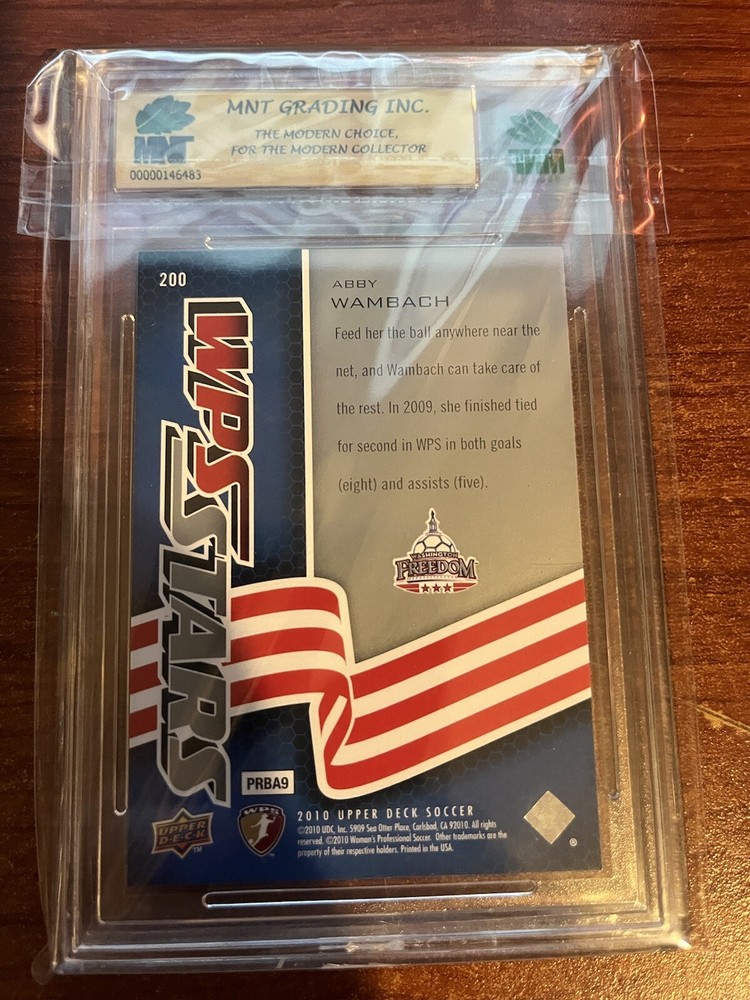 MNT GRADING INC.
THE MODERN CHOICE,
FOR THE MODERN COLLECTOR
MNT
00000146483
MNT
200
WPS
STARS
ABBY
WAMBACH
Feed her the ball anywhere near the
net, and Wambach can take care of
the rest. In 2009, she finished tied
for second in WPS in both goals
(eight) and assists (five).
WASHINGTON
FREEDOM
PRBA9
UPPER
D·E·C·K
TM
WPS
2010 UPPER DECK SOCCER
©2010 UDC, Inc. 5909 Sea Otter Place, Carlsbad, CA 92010. All rights
reserved. ©2010 Women's Professional Soccer. Other trademarks are the
property of their respective holders. Printed in the USA.
®